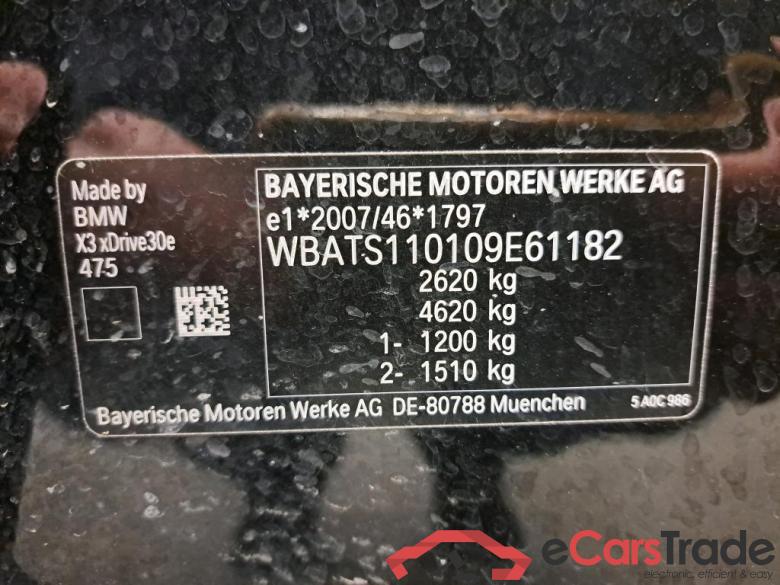 Made by
BMW
X3 xDrive30e
475
BAYERISCHE MOTOREN WERKE AG
e1*2007/46*1797
WBATS110109E61182
2620 kg
4620 kg
1- 1200 kg
2- 1510 kg
Bayerische Motoren Werke AG DE-80788 Muenchen
5 A0C 986
eCarsTrade
electronic, efficient & easy